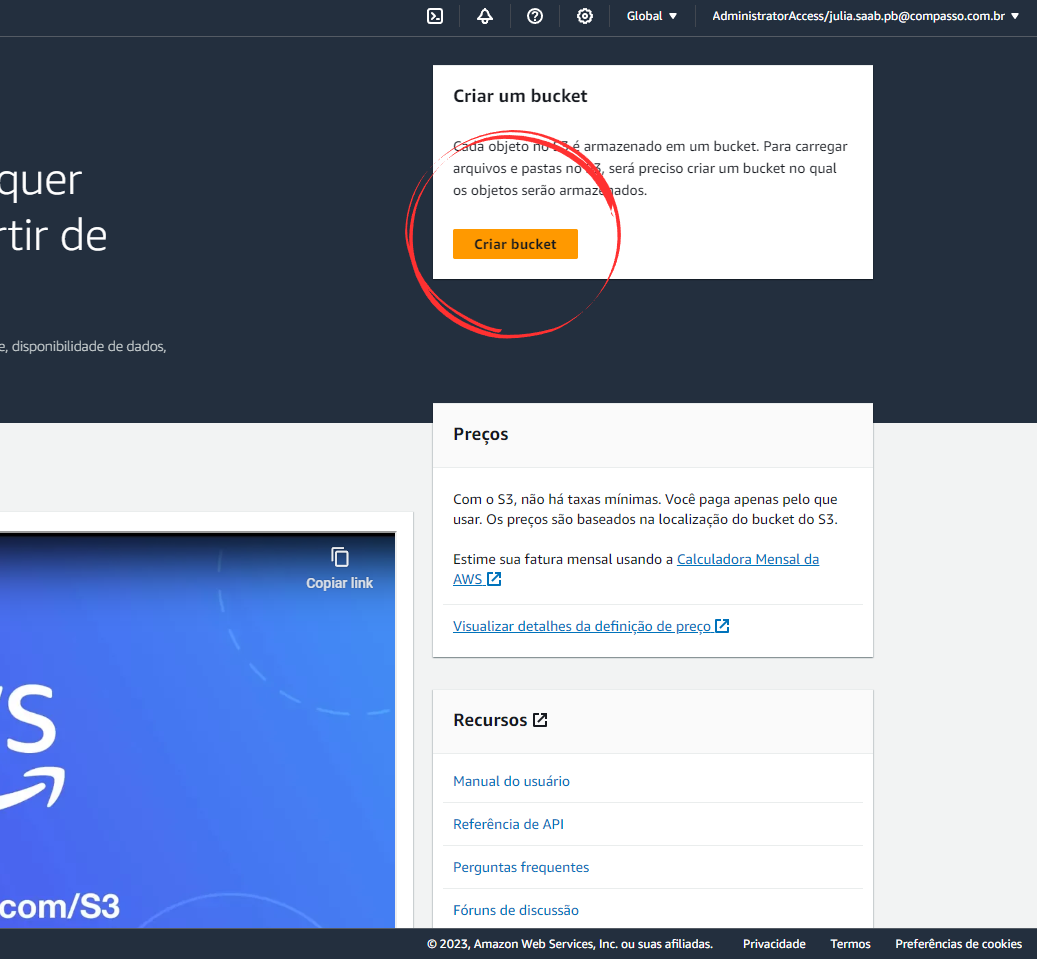 Global
AdministratorAccess/julia.saab.pb@compasso.com.br
quer
rtir de
e, disponibilidade de dados,
Criar um bucket
Cada objeto no S3 é armazenado em um bucket. Para carregar
arquivos e pastas no S3, será preciso criar um bucket no qual
os objetos serão armazenados.
Criar bucket
Preços
Com o S3, não há taxas mínimas. Você paga apenas pelo que
usar. Os preços são baseados na localização do bucket do S3.
Estime sua fatura mensal usando a Calculadora Mensal da
AWS
Visualizar detalhes da definição de preço
Copiar link
s
.com/S3
Recursos
Manual do usuário
Referência de API
Perguntas frequentes
Fóruns de discussão
© 2023, Amazon Web Services, Inc. ou suas afiliadas.
Privacidade
Termos
Preferências de cookies